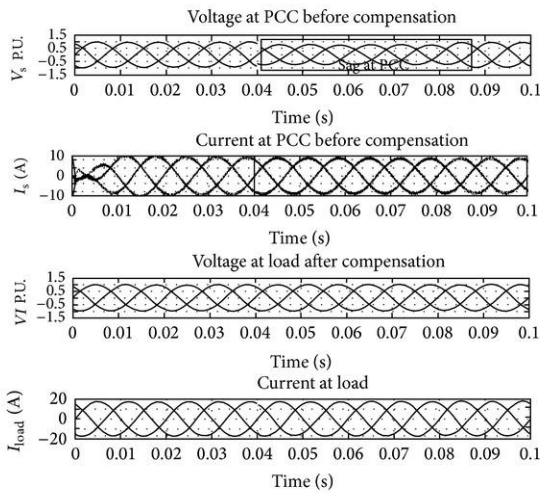 Voltage at PCC before compensation
1.5
0.5
−0.5
−1.5
Vs P.U.
Sag at PCC
0 0.01 0.02 0.03 0.04 0.05 0.06 0.07 0.08 0.09 0.1
Time (s)
Current at PCC before compensation
10
0
−10
Is (A)
0 0.01 0.02 0.03 0.04 0.05 0.06 0.07 0.08 0.09 0.1
Time (s)
Voltage at load after compensation
1.5
0.5
−0.5
−1.5
VI P.U.
0 0.01 0.02 0.03 0.04 0.05 0.06 0.07 0.08 0.09 0.1
Time (s)
Current at load
20
0
−20
Iload (A)
0 0.01 0.02 0.03 0.04 0.05 0.06 0.07 0.08 0.09 0.1
Time (s)